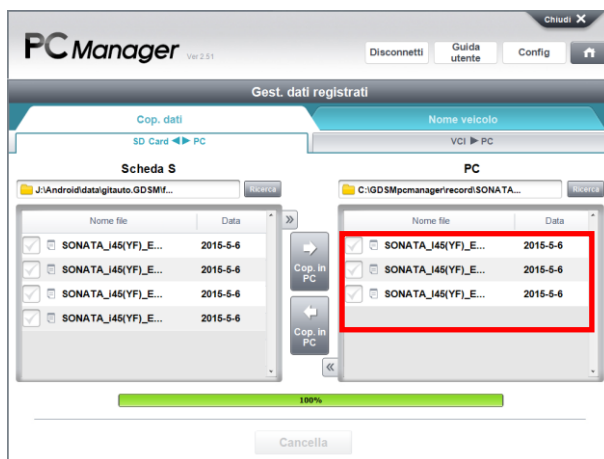 Chiudi X
PC Manager Ver 2.51
Disconnetti Guida utente Config
Gest. dati registrati
Cop. dati Nome veicolo
SD Card ◀▶ PC VCI ▶ PC
Scheda S PC
J:\Android\data\gitauto.GDSM\f... Ricerca C:\GDSMpcmanager\record\SONATA... Ricerca
Nome file Data Nome file Data
SONATA_i45(YF)_E... 2015-5-6 SONATA_i45(YF)_E... 2015-5-6
SONATA_i45(YF)_E... 2015-5-6 SONATA_i45(YF)_E... 2015-5-6
SONATA_i45(YF)_E... 2015-5-6 SONATA_i45(YF)_E... 2015-5-6
SONATA_i45(YF)_E... 2015-5-6
Cop. in
PC
Cop. in
PC
100%
Cancella